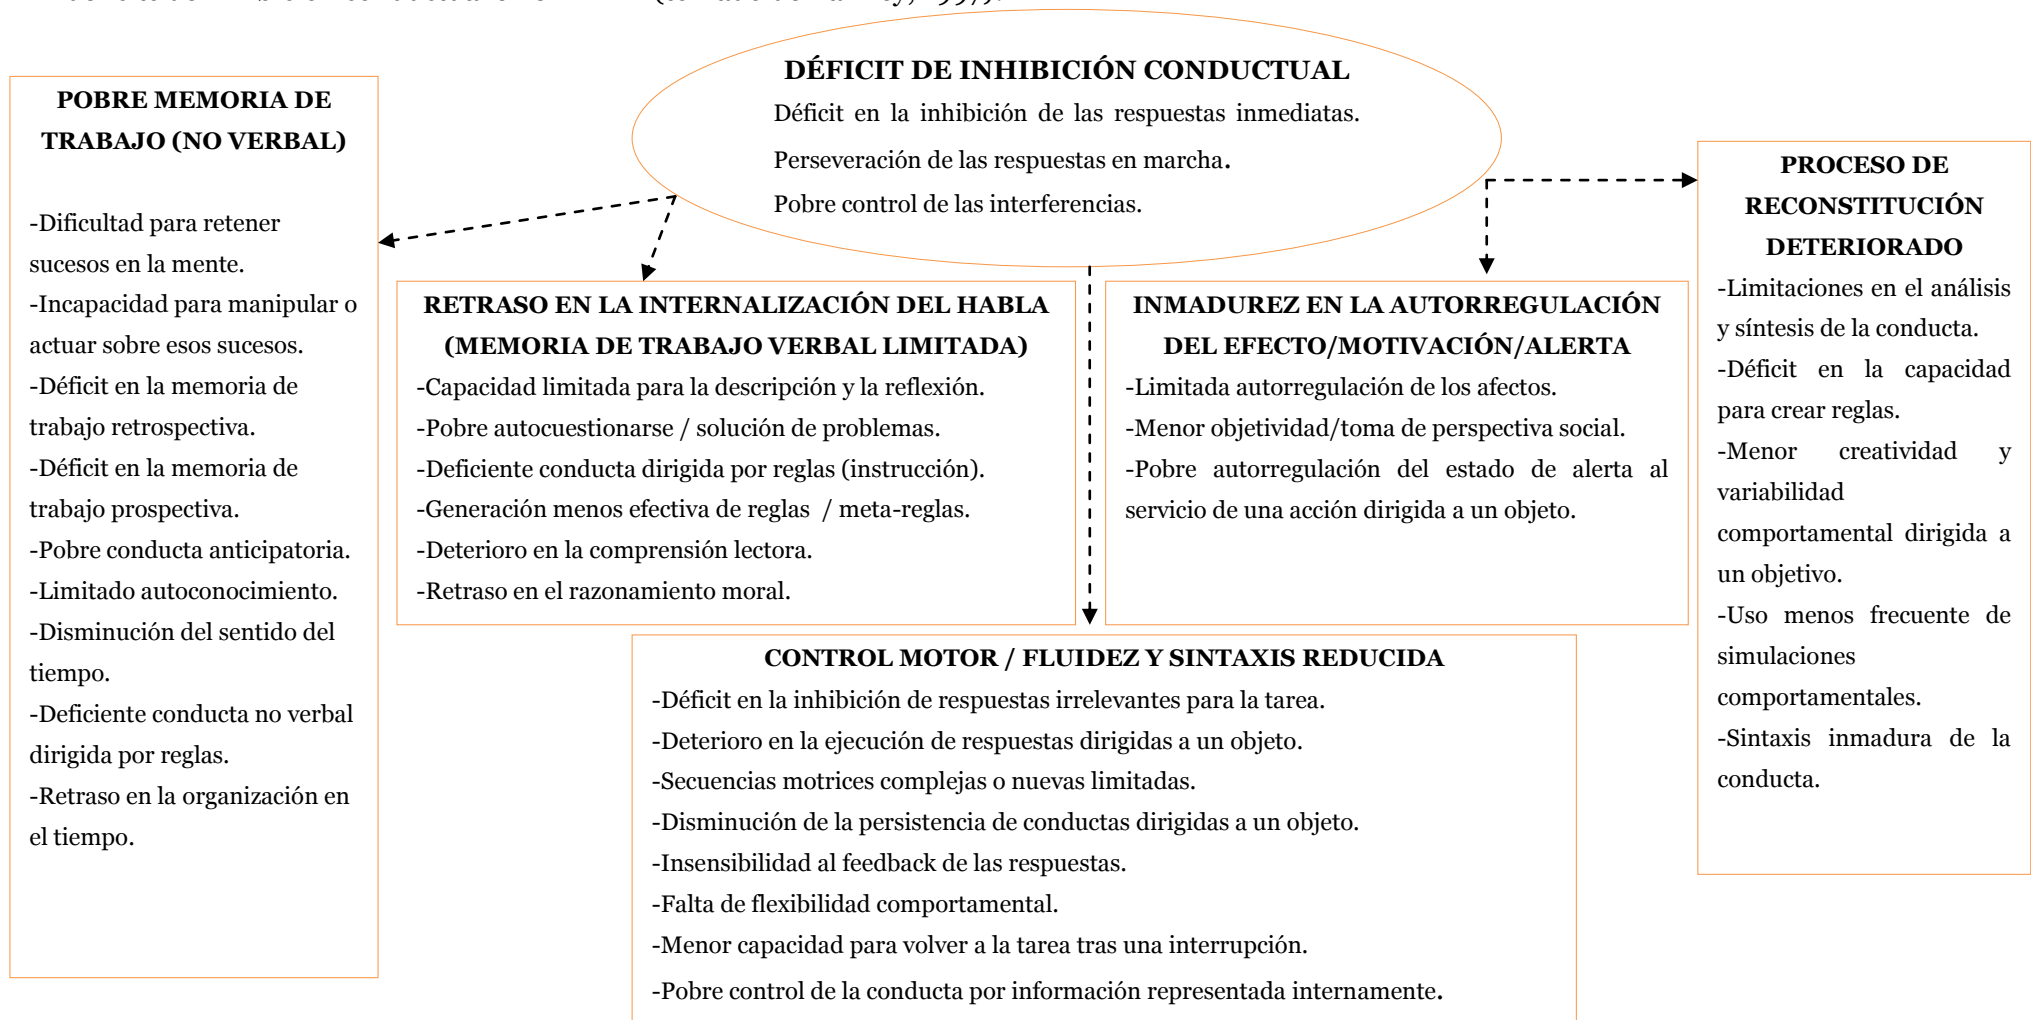 DÉFICIT DE INHIBICIÓN CONDUCTUAL
Déficit en la inhibición de las respuestas inmediatas.
Perseveración de las respuestas en marcha.
Pobre control de las interferencias.
POBRE MEMORIA DE
TRABAJO (NO VERBAL)
-Dificultad para retener
sucesos en la mente.
-Incapacidad para manipular o
actuar sobre esos sucesos.
-Déficit en la memoria de
trabajo retrospectiva.
-Déficit en la memoria de
trabajo prospectiva.
-Pobre conducta anticipatoria.
-Limitado autoconocimiento.
-Disminución del sentido del
tiempo.
-Deficiente conducta no verbal
dirigida por reglas.
-Retraso en la organización en
el tiempo.
RETRASO EN LA INTERNALIZACIÓN DEL HABLA
(MEMORIA DE TRABAJO VERBAL LIMITADA)
-Capacidad limitada para la descripción y la reflexión.
-Pobre autocuestionarse / solución de problemas.
-Deficiente conducta dirigida por reglas (instrucción).
-Generación menos efectiva de reglas / meta-reglas.
-Deterioro en la comprensión lectora.
-Retraso en el razonamiento moral.
INMADUREZ EN LA AUTORREGULACIÓN
DEL EFECTO/MOTIVACIÓN/ALERTA
-Limitada autorregulación de los afectos.
-Menor objetividad/toma de perspectiva social.
-Pobre autorregulación del estado de alerta al
servicio de una acción dirigida a un objeto.
PROCESO DE
RECONSTITUCIÓN
DETERIORADO
-Limitaciones en el análisis
y síntesis de la conducta.
-Déficit en la capacidad
para crear reglas.
-Menor creatividad y
variabilidad
comportamental dirigida a
un objetivo.
-Uso menos frecuente de
simulaciones
comportamentales.
-Sintaxis inmadura de la
conducta.
CONTROL MOTOR / FLUIDEZ Y SINTAXIS REDUCIDA
-Déficit en la inhibición de respuestas irrelevantes para la tarea.
-Deterioro en la ejecución de respuestas dirigidas a un objeto.
-Secuencias motrices complejas o nuevas limitadas.
-Disminución de la persistencia de conductas dirigidas a un objeto.
-Insensibilidad al feedback de las respuestas.
-Falta de flexibilidad comportamental.
-Menor capacidad para volver a la tarea tras una interrupción.
-Pobre control de la conducta por información representada internamente.